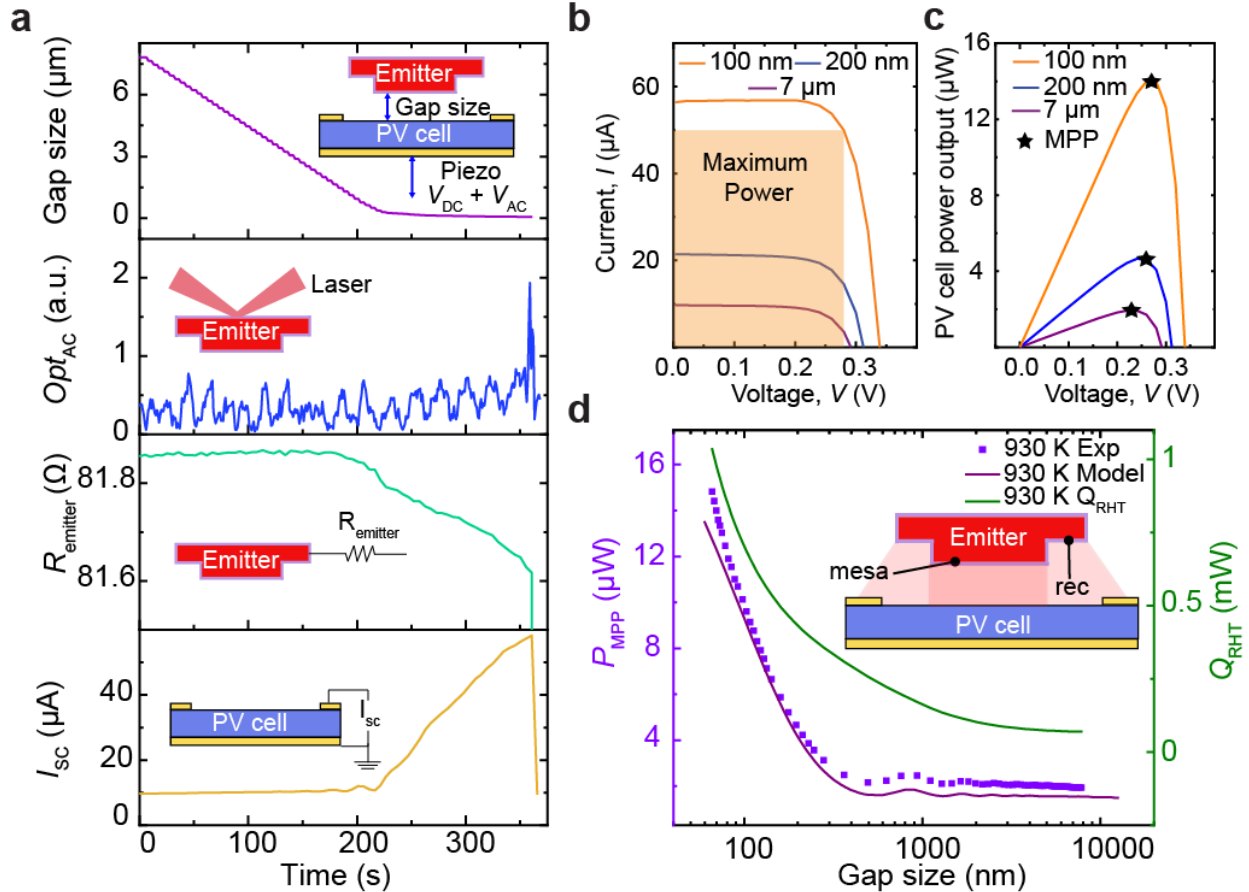 a
Gap size (μm)
6
3
0
Emitter
Gap size
PV cell
Piezo
V_DC + V_AC
Opt_AC (a.u.)
2
1
0
Laser
Emitter
R_emitter (Ω)
81.8
81.6
R_emitter
Emitter
I_SC (μA)
40
20
0
PV cell
I_sc
0 100 200 300
Time (s)
b
Current, I (μA)
60
40
20
100 nm 200 nm
7 μm
Maximum
Power
0.0 0.1 0.2 0.3
Voltage, V (V)
c
PV cell power output (μW)
16
12
8
4
100 nm
200 nm
7 μm
MPP
0.0 0.1 0.2 0.3
Voltage, V (V)
d
P_MPP (μW)
16
12
8
4
930 K Exp
930 K Model
930 K Q_RHT
Emitter
mesa
rec
PV cell
1
0.5
0
Q_RHT (mW)
100 1000 10000
Gap size (nm)